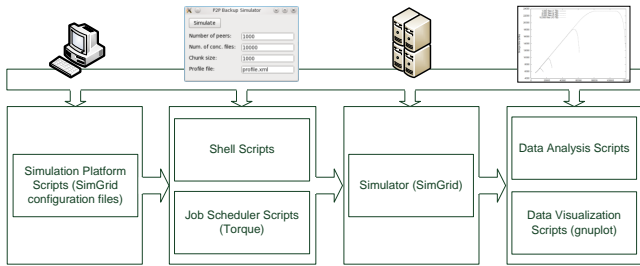 P2P Backup Simulator
Simulate
Number of peers:
1000
Num. of conc. files:
10000
Chunk size:
1000
Profile file:
profile.xml
Simulation Platform
Scripts (SimGrid
configuration files)
Shell Scripts
Job Scheduler Scripts
(Torque)
Simulator (SimGrid)
Data Analysis Scripts
Data Visualization
Scripts (gnuplot)